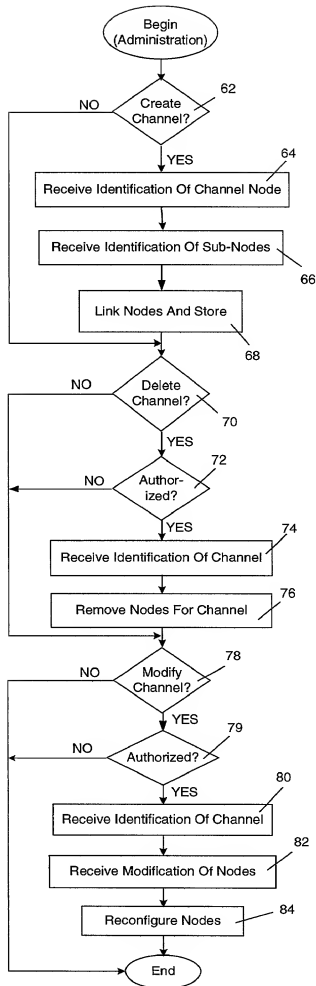 Begin
(Administration)
62
NO
Create
Channel?
YES
64
Receive Identification Of Channel Node
Receive Identification Of Sub-Nodes
66
Link Nodes And Store
68
NO
Delete
Channel?
70
YES
72
NO
Author-
ized?
YES
74
Receive Identification Of Channel
76
Remove Nodes For Channel
78
NO
Modify
Channel?
YES
79
NO
Authorized?
YES
80
Receive Identification Of Channel
82
Receive Modification Of Nodes
Reconfigure Nodes
84
End